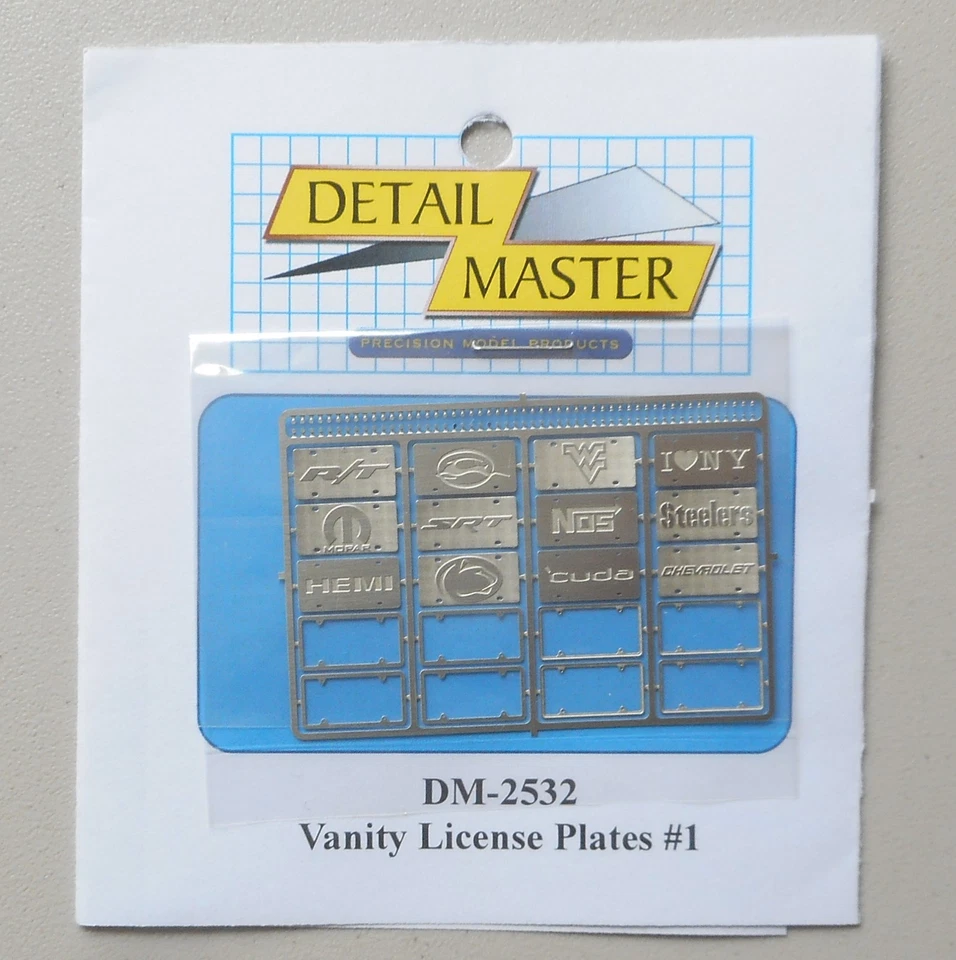 DETAIL
MASTER
PRECISION MODEL PRODUCTS
R/T
I♥NY
MOPAR
SRT
NOS
Steelers
HEMI
'cuda
CHEVROLET
DM-2532
Vanity License Plates #1